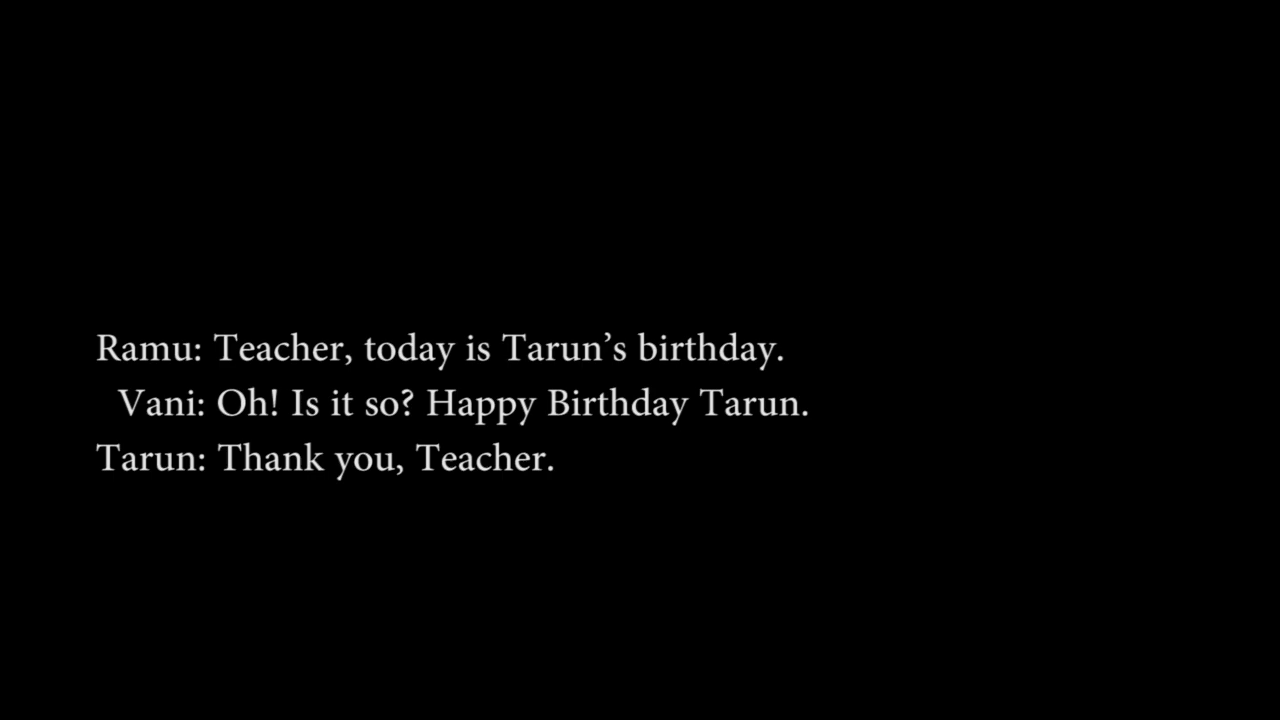 Ramu: Teacher, today is Tarun’s birthday.
Vani: Oh! Is it so? Happy Birthday Tarun.
Tarun: Thank you, Teacher.